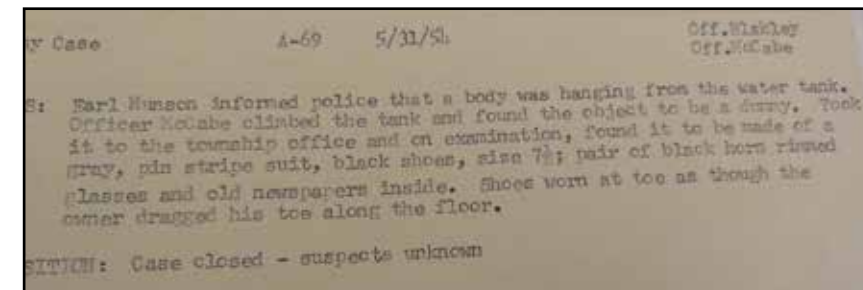 y Case A-69 5/31/54 Off.Winkley
Off.McCabe
S: Earl Munson informed police that a body was hanging from the water tank.
Officer McCabe climbed the tank and found the object to be a dummy. Took
it to the township office and on examination, found it to be made of a
gray, pin stripe suit, black shoes, size 7½; pair of black horn rimmed
glasses and old newspapers inside. Shoes worn at toe as though the
owner dragged his toe along the floor.
SITION: Case closed - suspects unknown